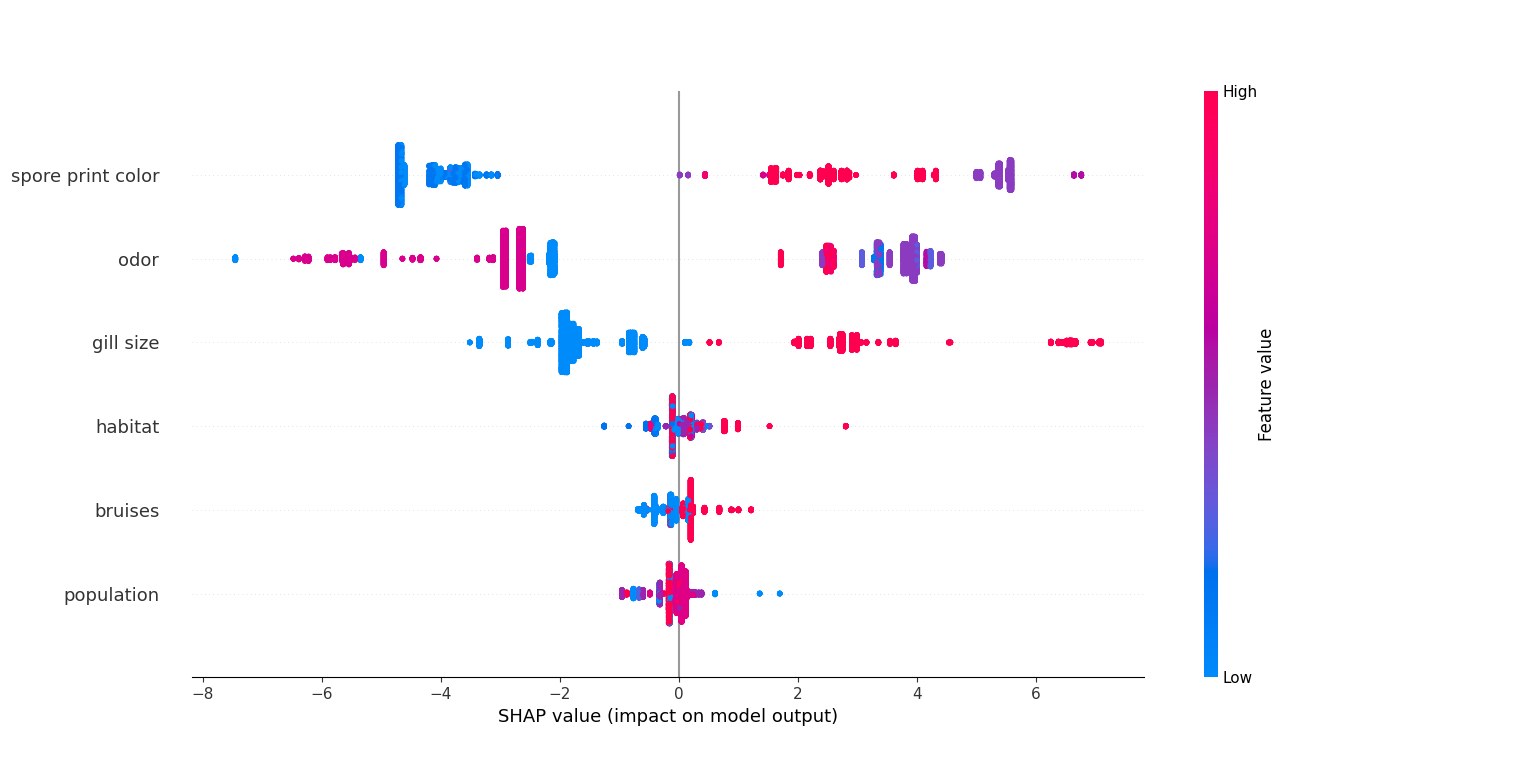 High
spore print color
odor
gill size
Feature value
habitat
bruises
population
Low
−8 −6 −4 −2 0 2 4 6
SHAP value (impact on model output)